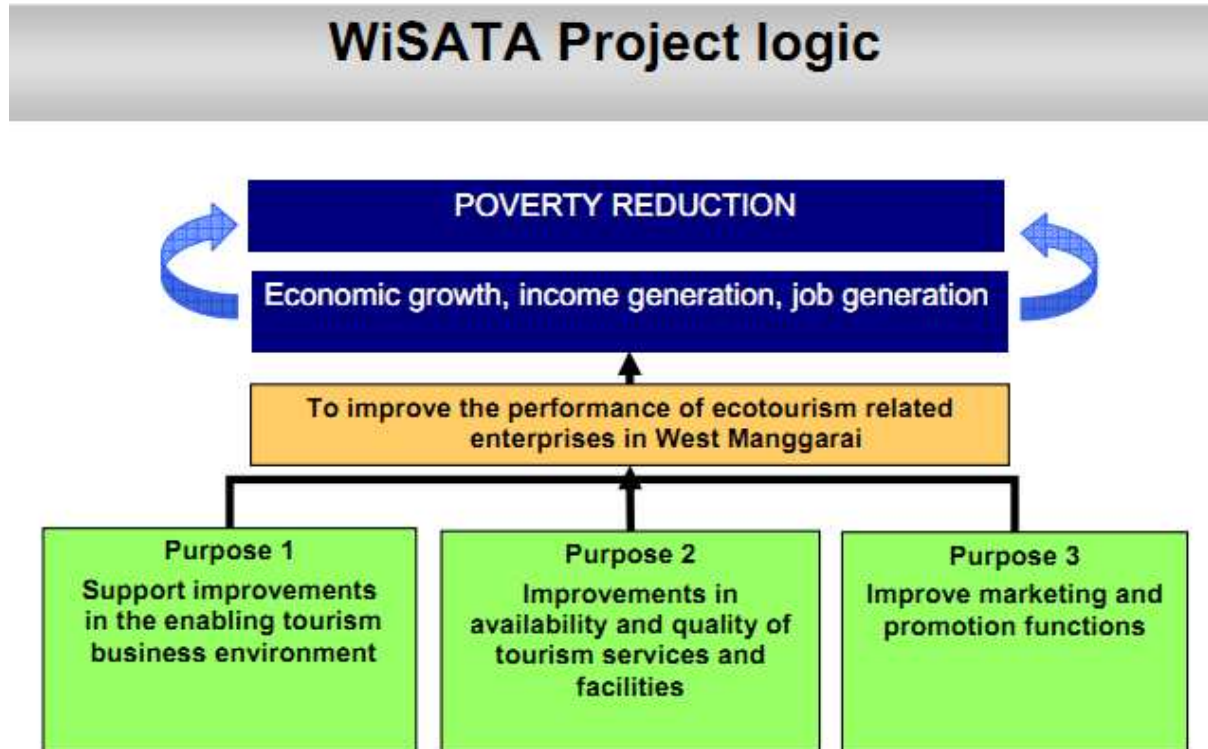 WiSATA Project logic
POVERTY REDUCTION
Economic growth, income generation, job generation
To improve the performance of ecotourism related
enterprises in West Manggarai
Purpose 1
Support improvements
in the enabling tourism
business environment
Purpose 2
Improvements in
availability and quality of
tourism services and
facilities
Purpose 3
Improve marketing and
promotion functions